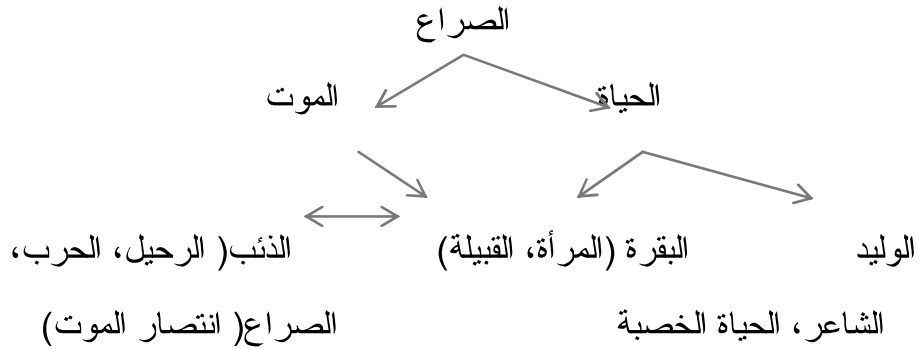 الصراع
الحياة الموت
الوليد البقرة (المرأة، القبيلة) الذئب( الرحيل، الحرب،
الشاعر، الحياة الخصبة الصراع( انتصار الموت)